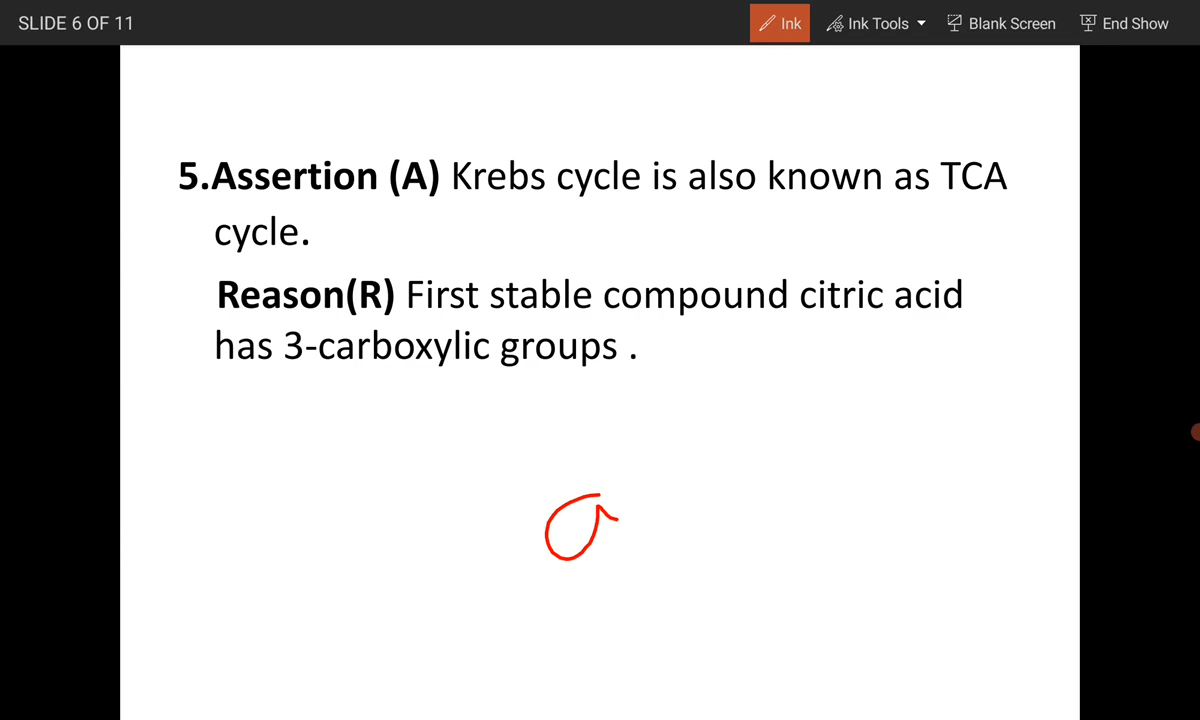 SLIDE 6 OF 11
Ink
Ink Tools
Blank Screen
End Show
5.Assertion (A) Krebs cycle is also known as TCA
cycle.
Reason(R) First stable compound citric acid
has 3-carboxylic groups .
a